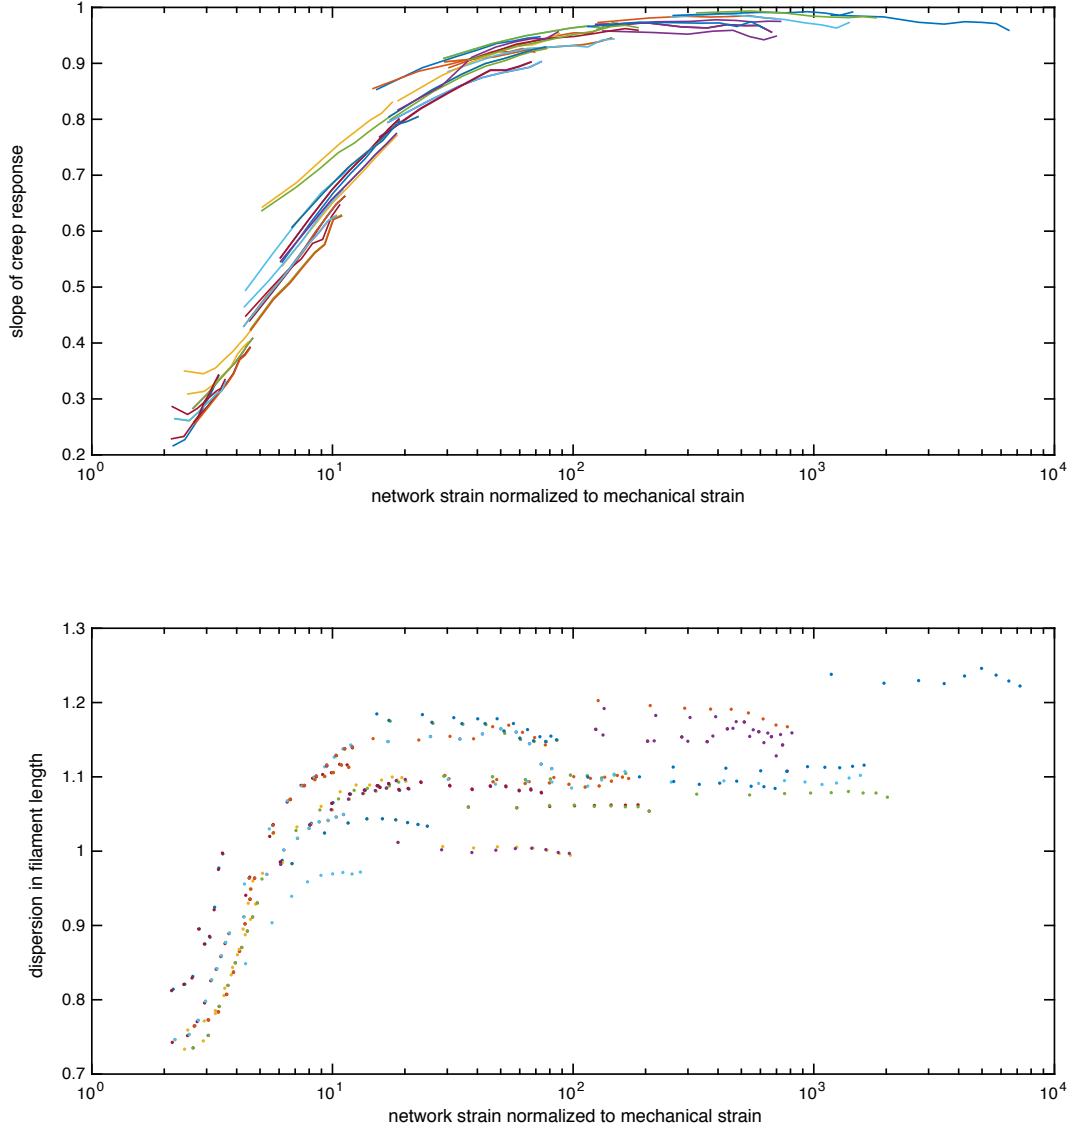 1
0.9
0.8
0.7
0.6
0.5
0.4
0.3
0.2
slope of creep response
10^0 10^1 10^2 10^3 10^4
network strain normalized to mechanical strain
1.3
1.2
1.1
1
0.9
0.8
0.7
dispersion in filament length
10^0 10^1 10^2 10^3 10^4
network strain normalized to mechanical strain